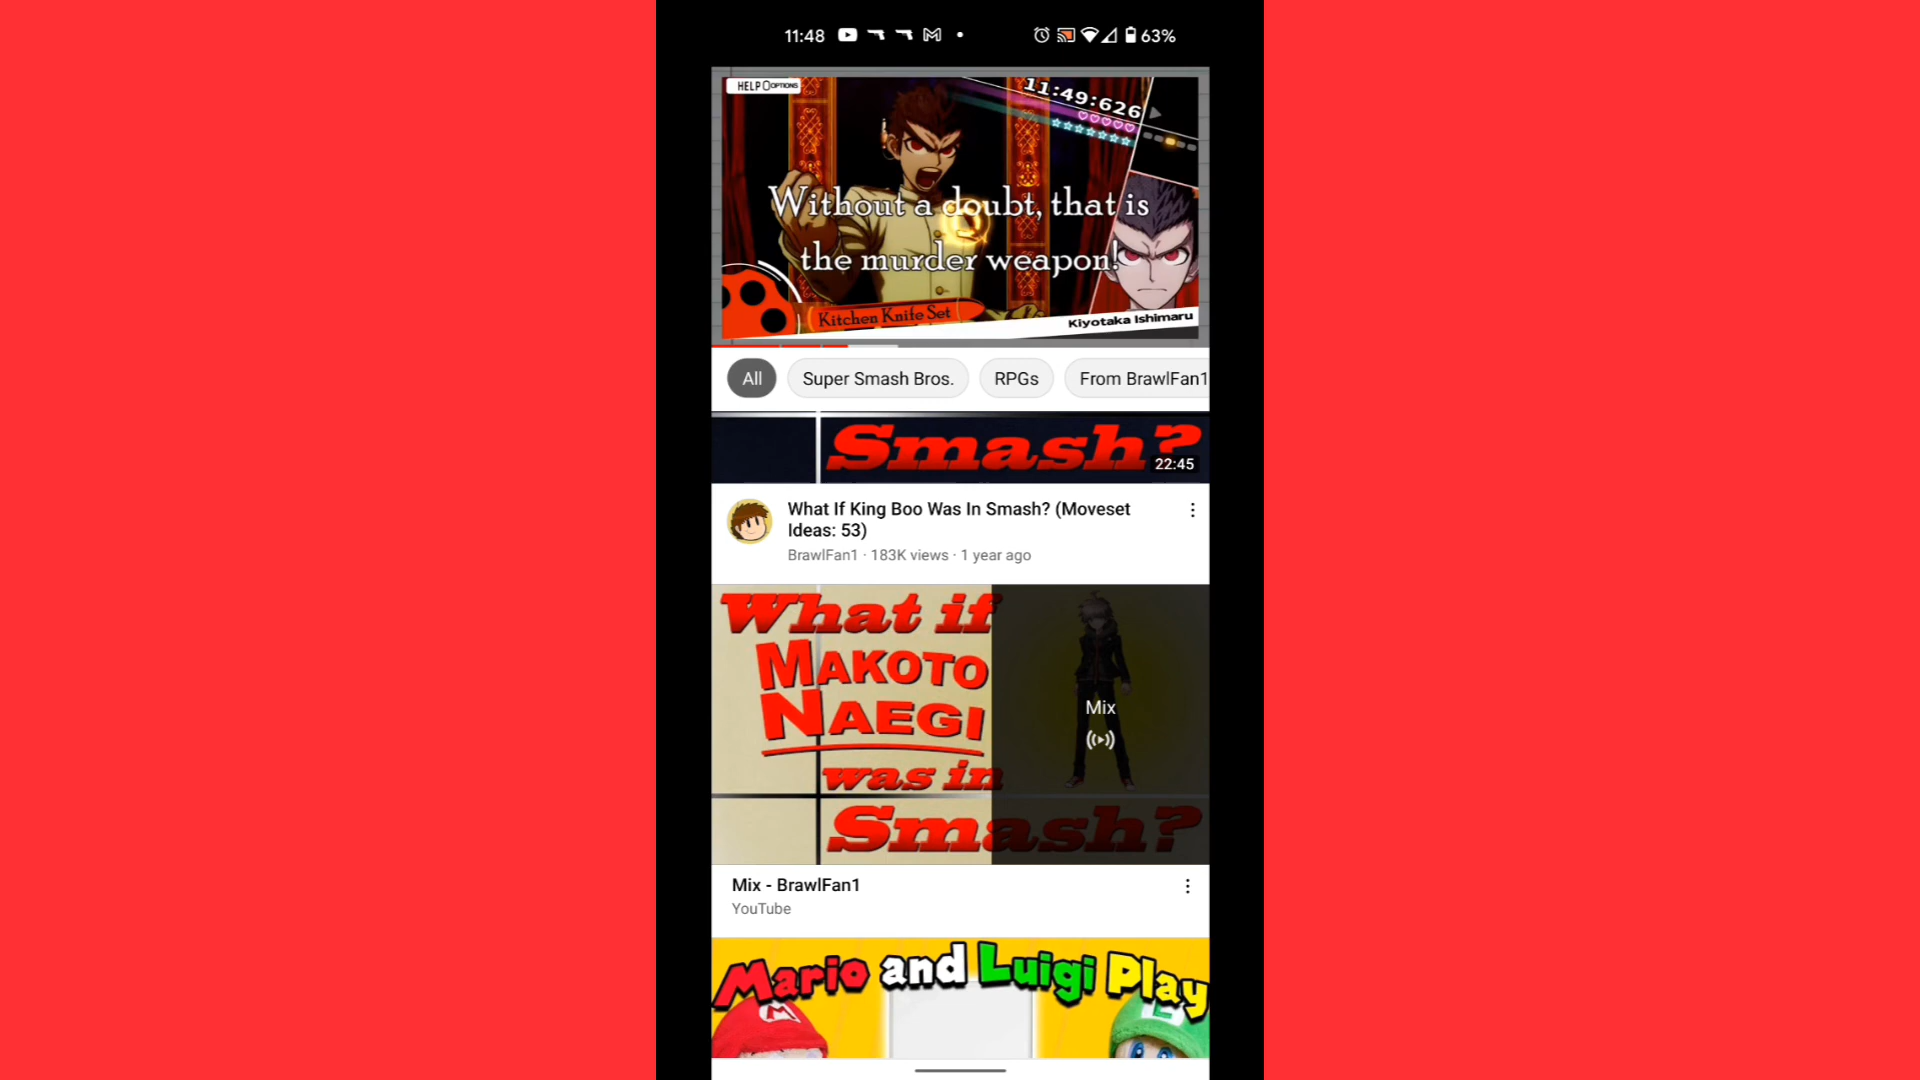 11:48
63%
HELP OPTIONS
11:49:626
Without a doubt, that is
the murder weapon!
Kitchen Knife Set
Kiyotaka Ishimaru
All
Super Smash Bros.
RPGs
From BrawlFan1
Smash?
22:45
What If King Boo Was In Smash? (Moveset
Ideas: 53)
BrawlFan1 · 183K views · 1 year ago
What if
MAKOTO
NAEGI
was in
Smash?
Mix
Mix - BrawlFan1
YouTube
Mario and Luigi Play
M
L